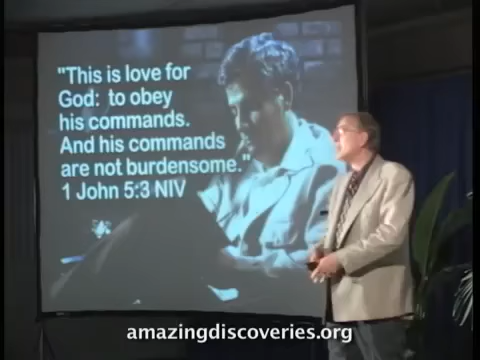 "This is love for
God: to obey
his commands.
And his commands
are not burdensome."
1 John 5:3 NIV
amazingdiscoveries.org